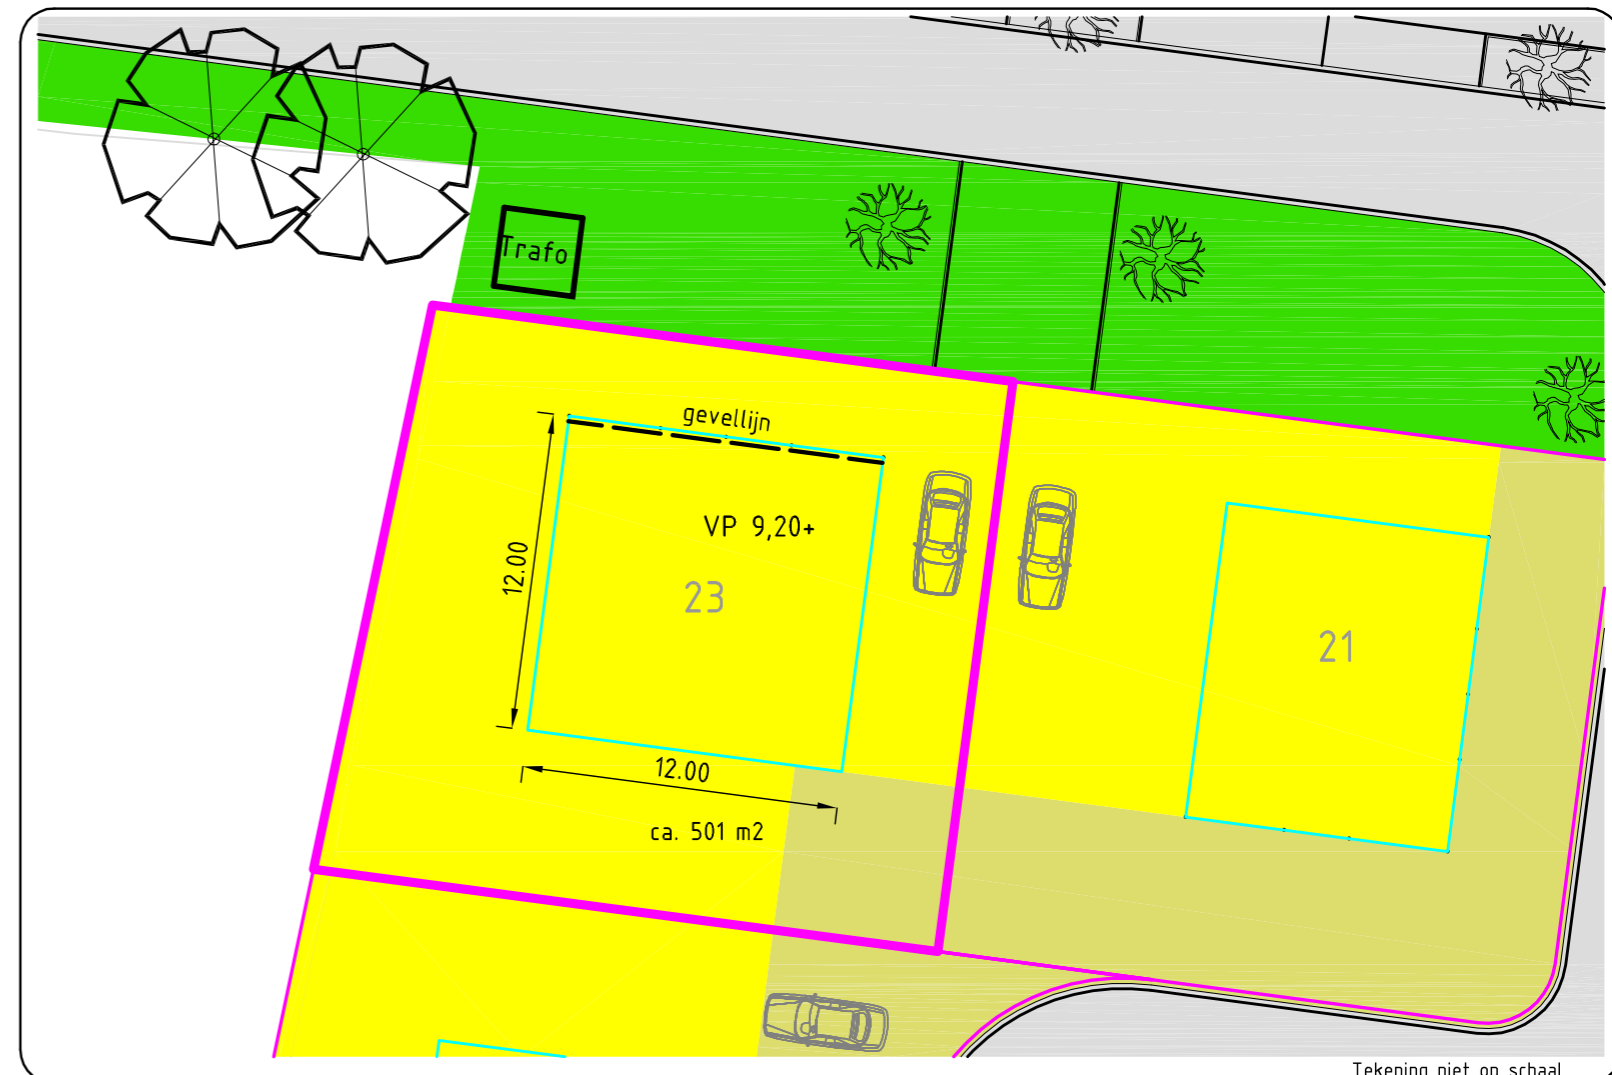 Trafo
gevellijn
VP 9,20+
12.00
23
21
12.00
ca. 501 m2
Tekening niet op schaal